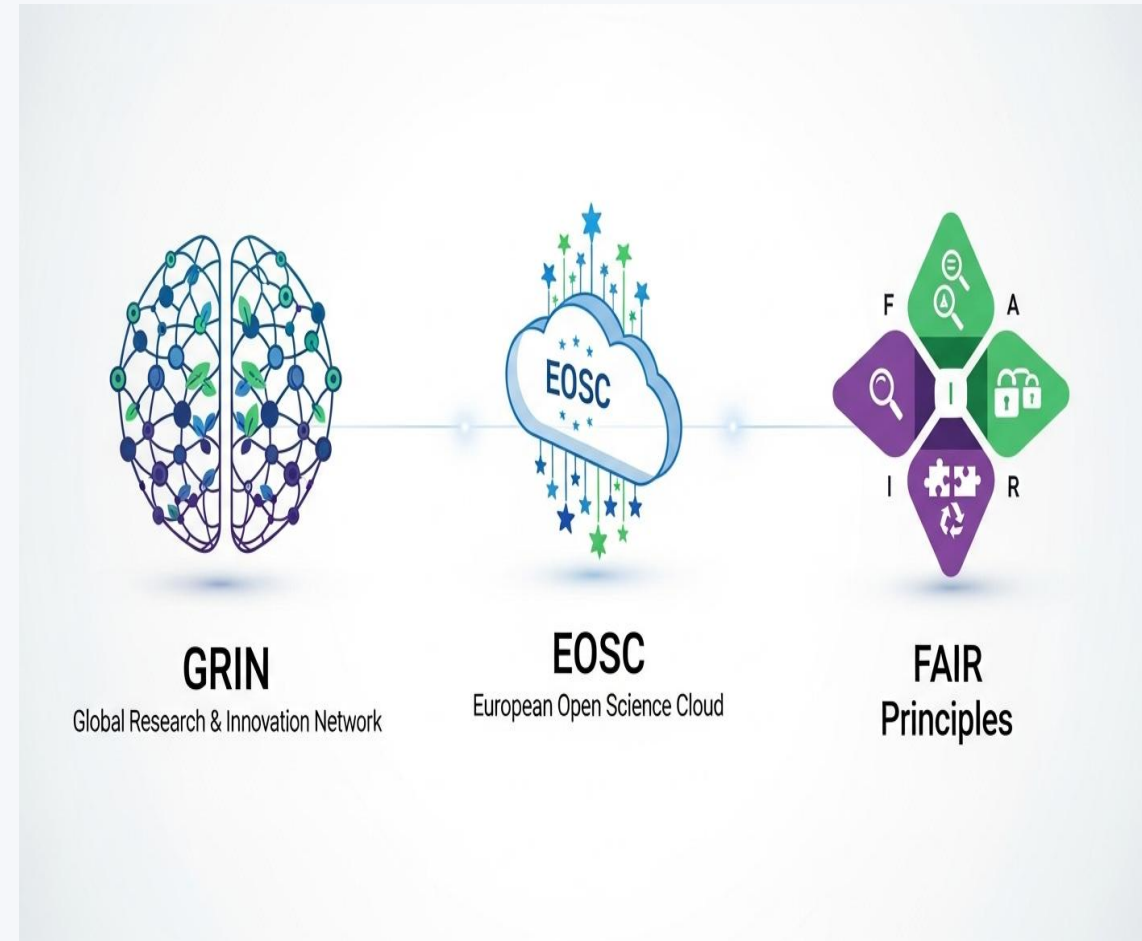 EOSC
F
A
I
I
R
GRIN
Global Research & Innovation Network
EOSC
European Open Science Cloud
FAIR
Principles